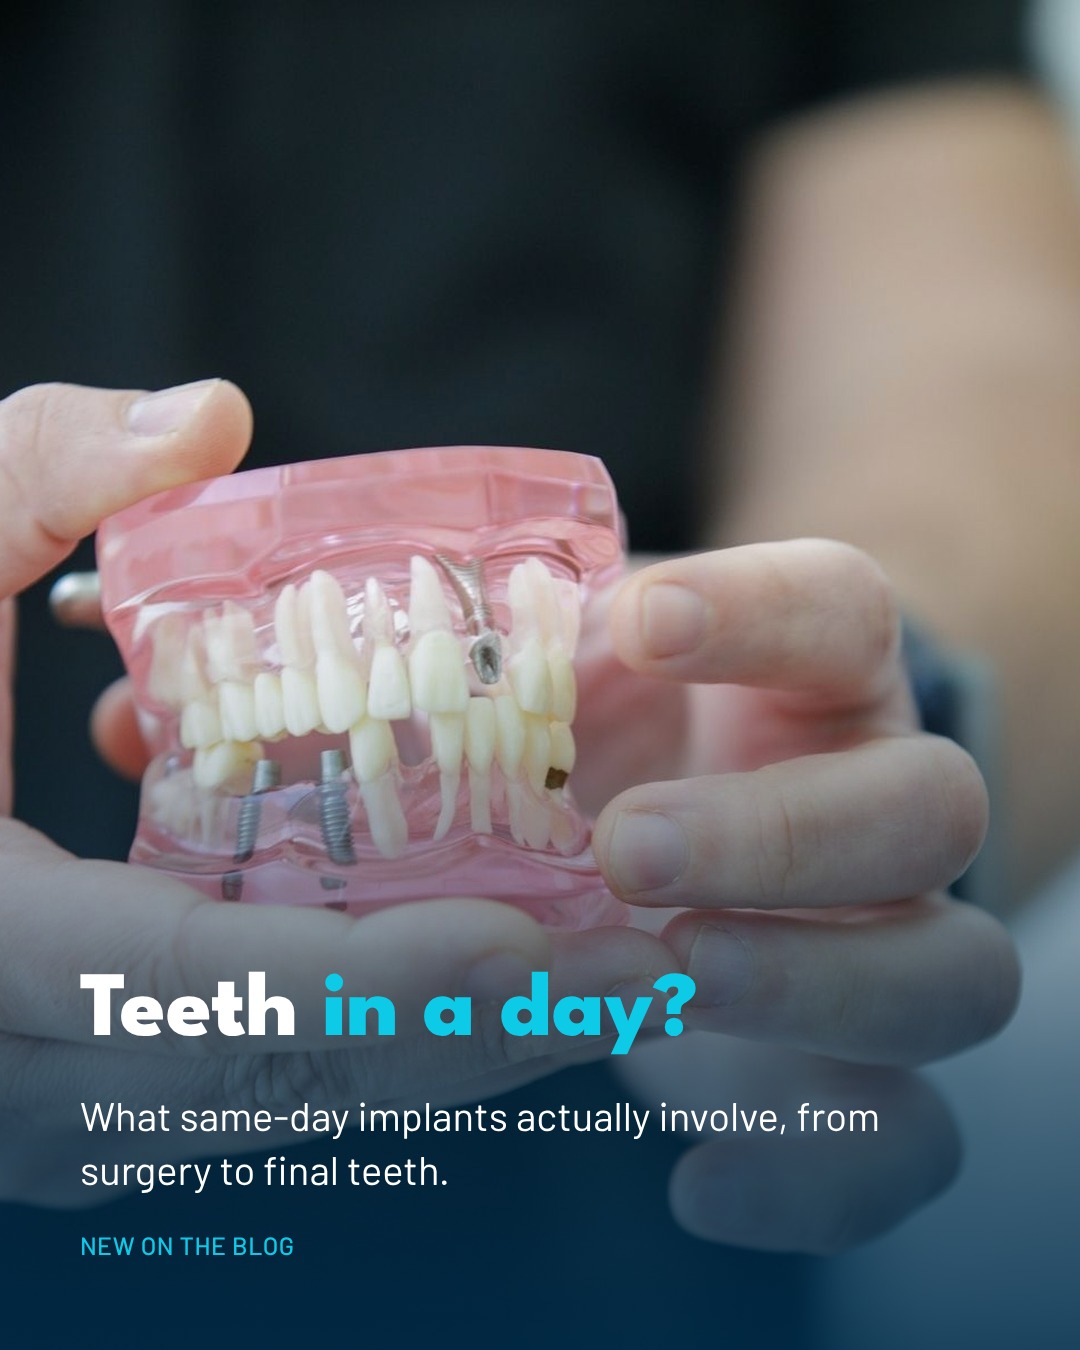 Teeth in a day?
What same-day implants actually involve, from
surgery to final teeth.
NEW ON THE BLOG